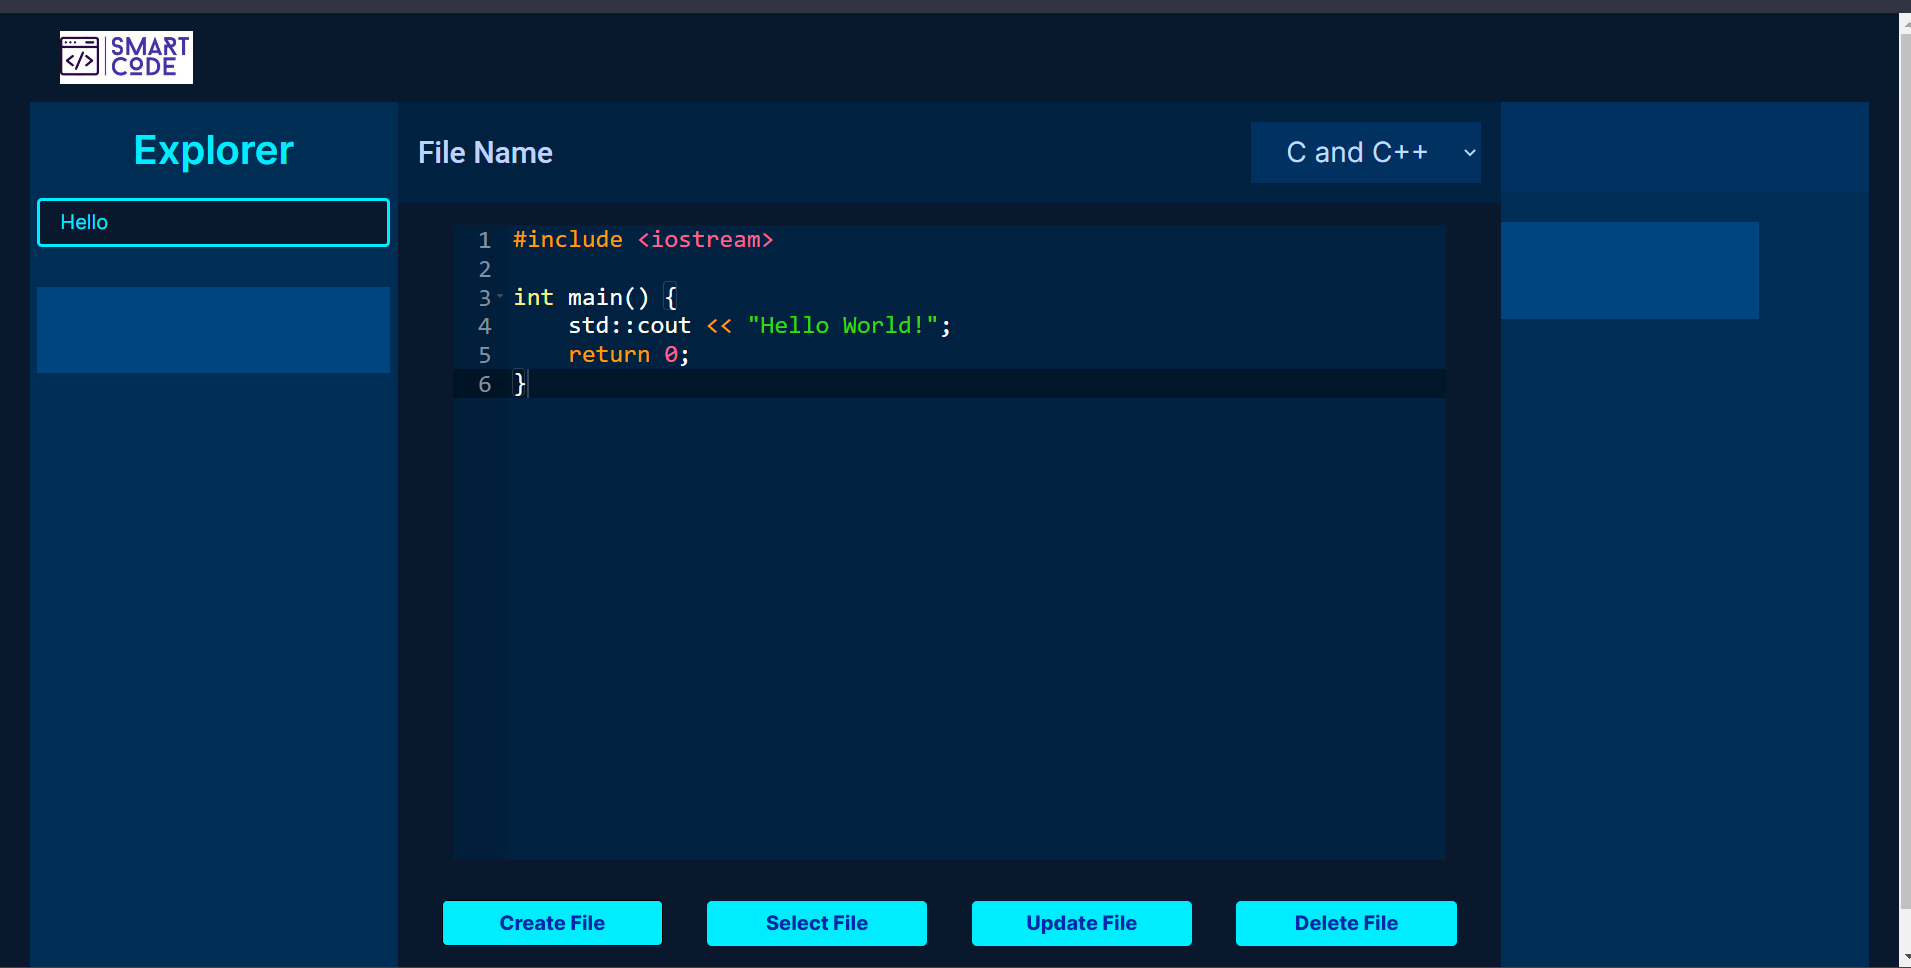 SMART
CODE
Explorer
Hello
File Name
C and C++
1 #include <iostream>
2
3 int main() {
4     std::cout << "Hello World!";
5     return 0;
6 }
Create File
Select File
Update File
Delete File